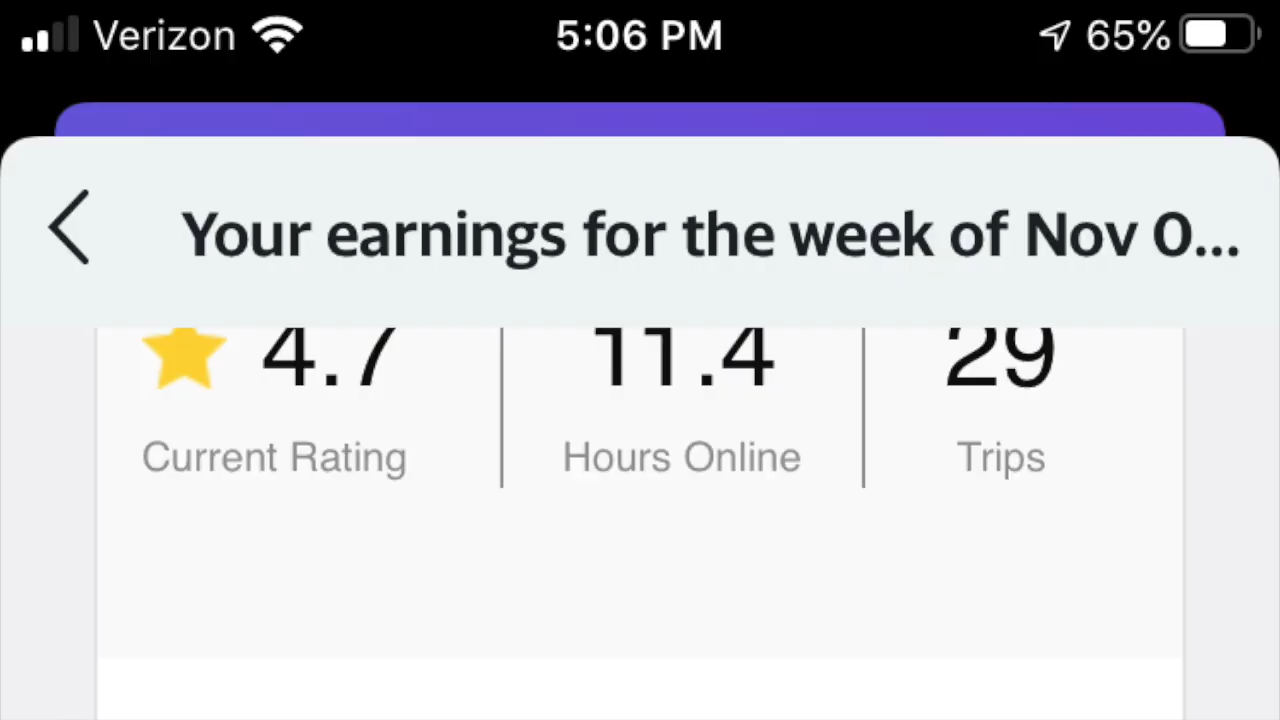 Verizon 5:06 PM 65%
Your earnings for the week of Nov 0...
4.7 11.4 29
Current Rating Hours Online Trips